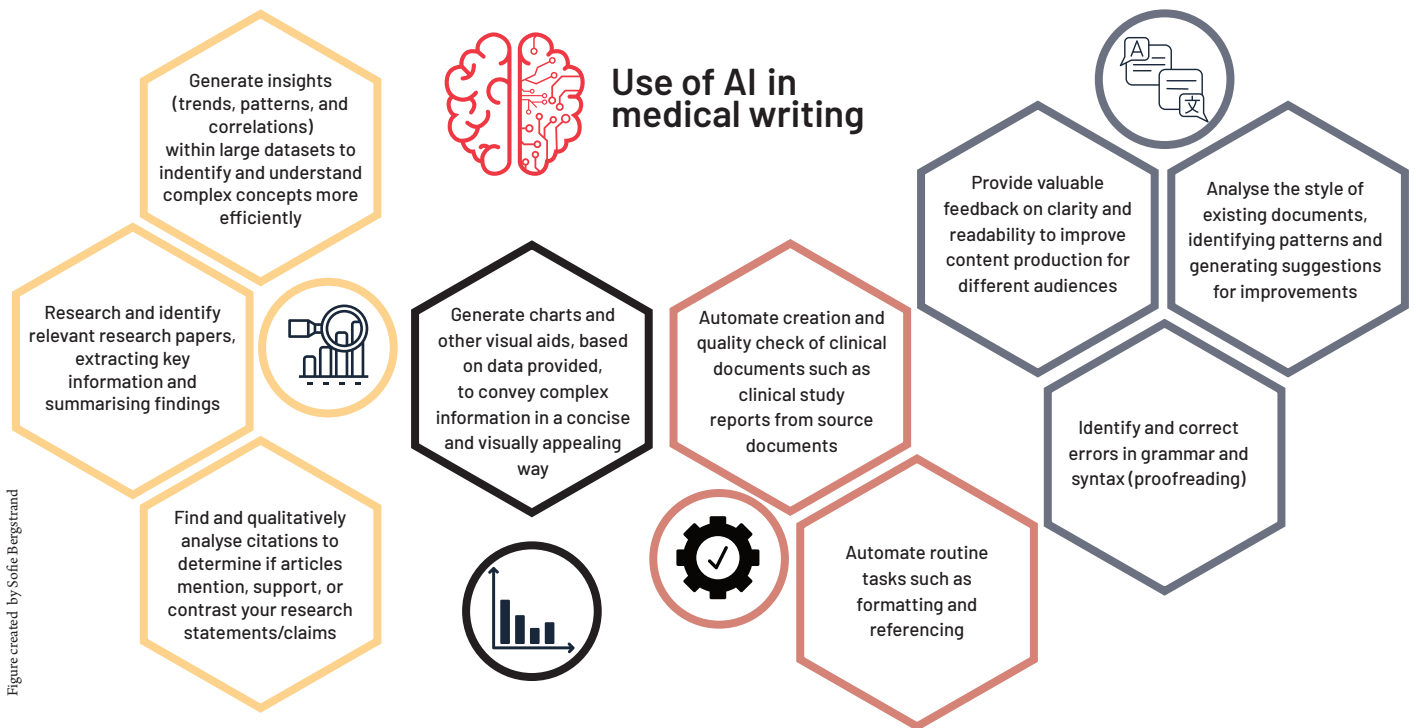 Use of AI in
medical writing
Generate insights
(trends, patterns, and
correlations)
within large datasets to
indentify and understand
complex concepts more
efficiently
Research and identify
relevant research papers,
extracting key
information and
summarising findings
Find and qualitatively
analyse citations to
determine if articles
mention, support, or
contrast your research
statements/claims
Generate charts and
other visual aids, based
on data provided,
to convey complex
information in a concise
and visually appealing
way
Automate creation and
quality check of clinical
documents such as
clinical study
reports from source
documents
Automate routine
tasks such as
formatting and
referencing
A
文
Provide valuable
feedback on clarity and
readability to improve
content production for
different audiences
Analyse the style of
existing documents,
identifying patterns and
generating suggestions
for improvements
Identify and correct
errors in grammar and
syntax (proofreading)
Figure created by Sofie Bergstrand